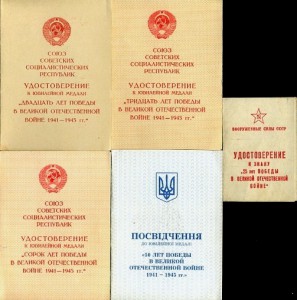 СОЮЗ
СОВЕТСКИХ
СОЦИАЛИСТИЧЕСКИХ
РЕСПУБЛИК
УДОСТОВЕРЕНИЕ
К ЮБИЛЕЙНОЙ МЕДАЛИ
„ДВАДЦАТЬ ЛЕТ ПОБЕДЫ
В ВЕЛИКОЙ ОТЕЧЕСТВЕННОЙ
ВОЙНЕ 1941—1945 гг.“
СОЮЗ
СОВЕТСКИХ
СОЦИАЛИСТИЧЕСКИХ
РЕСПУБЛИК
УДОСТОВЕРЕНИЕ
К ЮБИЛЕЙНОЙ МЕДАЛИ
„ТРИДЦАТЬ ЛЕТ ПОБЕДЫ
В ВЕЛИКОЙ ОТЕЧЕСТВЕННОЙ
ВОЙНЕ 1941—1945 гг.“
ВООРУЖЕННЫЕ СИЛЫ СССР
УДОСТОВЕРЕНИЕ
К ЗНАКУ
"25 лет ПОБЕДЫ
В ВЕЛИКОЙ ОТЕЧЕСТВЕННОЙ
ВОЙНЕ"
СОЮЗ
СОВЕТСКИХ
СОЦИАЛИСТИЧЕСКИХ
РЕСПУБЛИК
УДОСТОВЕРЕНИЕ
К ЮБИЛЕЙНОЙ МЕДАЛИ
„СОРОК ЛЕТ ПОБЕДЫ
В ВЕЛИКОЙ ОТЕЧЕСТВЕННОЙ
ВОЙНЕ 1941—1945 гг.“
ПОСВІДЧЕННЯ
ДО ЮВІЛЕЙНОЇ МЕДАЛІ
«50 ЛЕТ ПОБЕДЫ
В ВЕЛИКОЙ
ОТЕЧЕСТВЕННОЙ ВОЙНЕ
1941 – 1945 гг.»